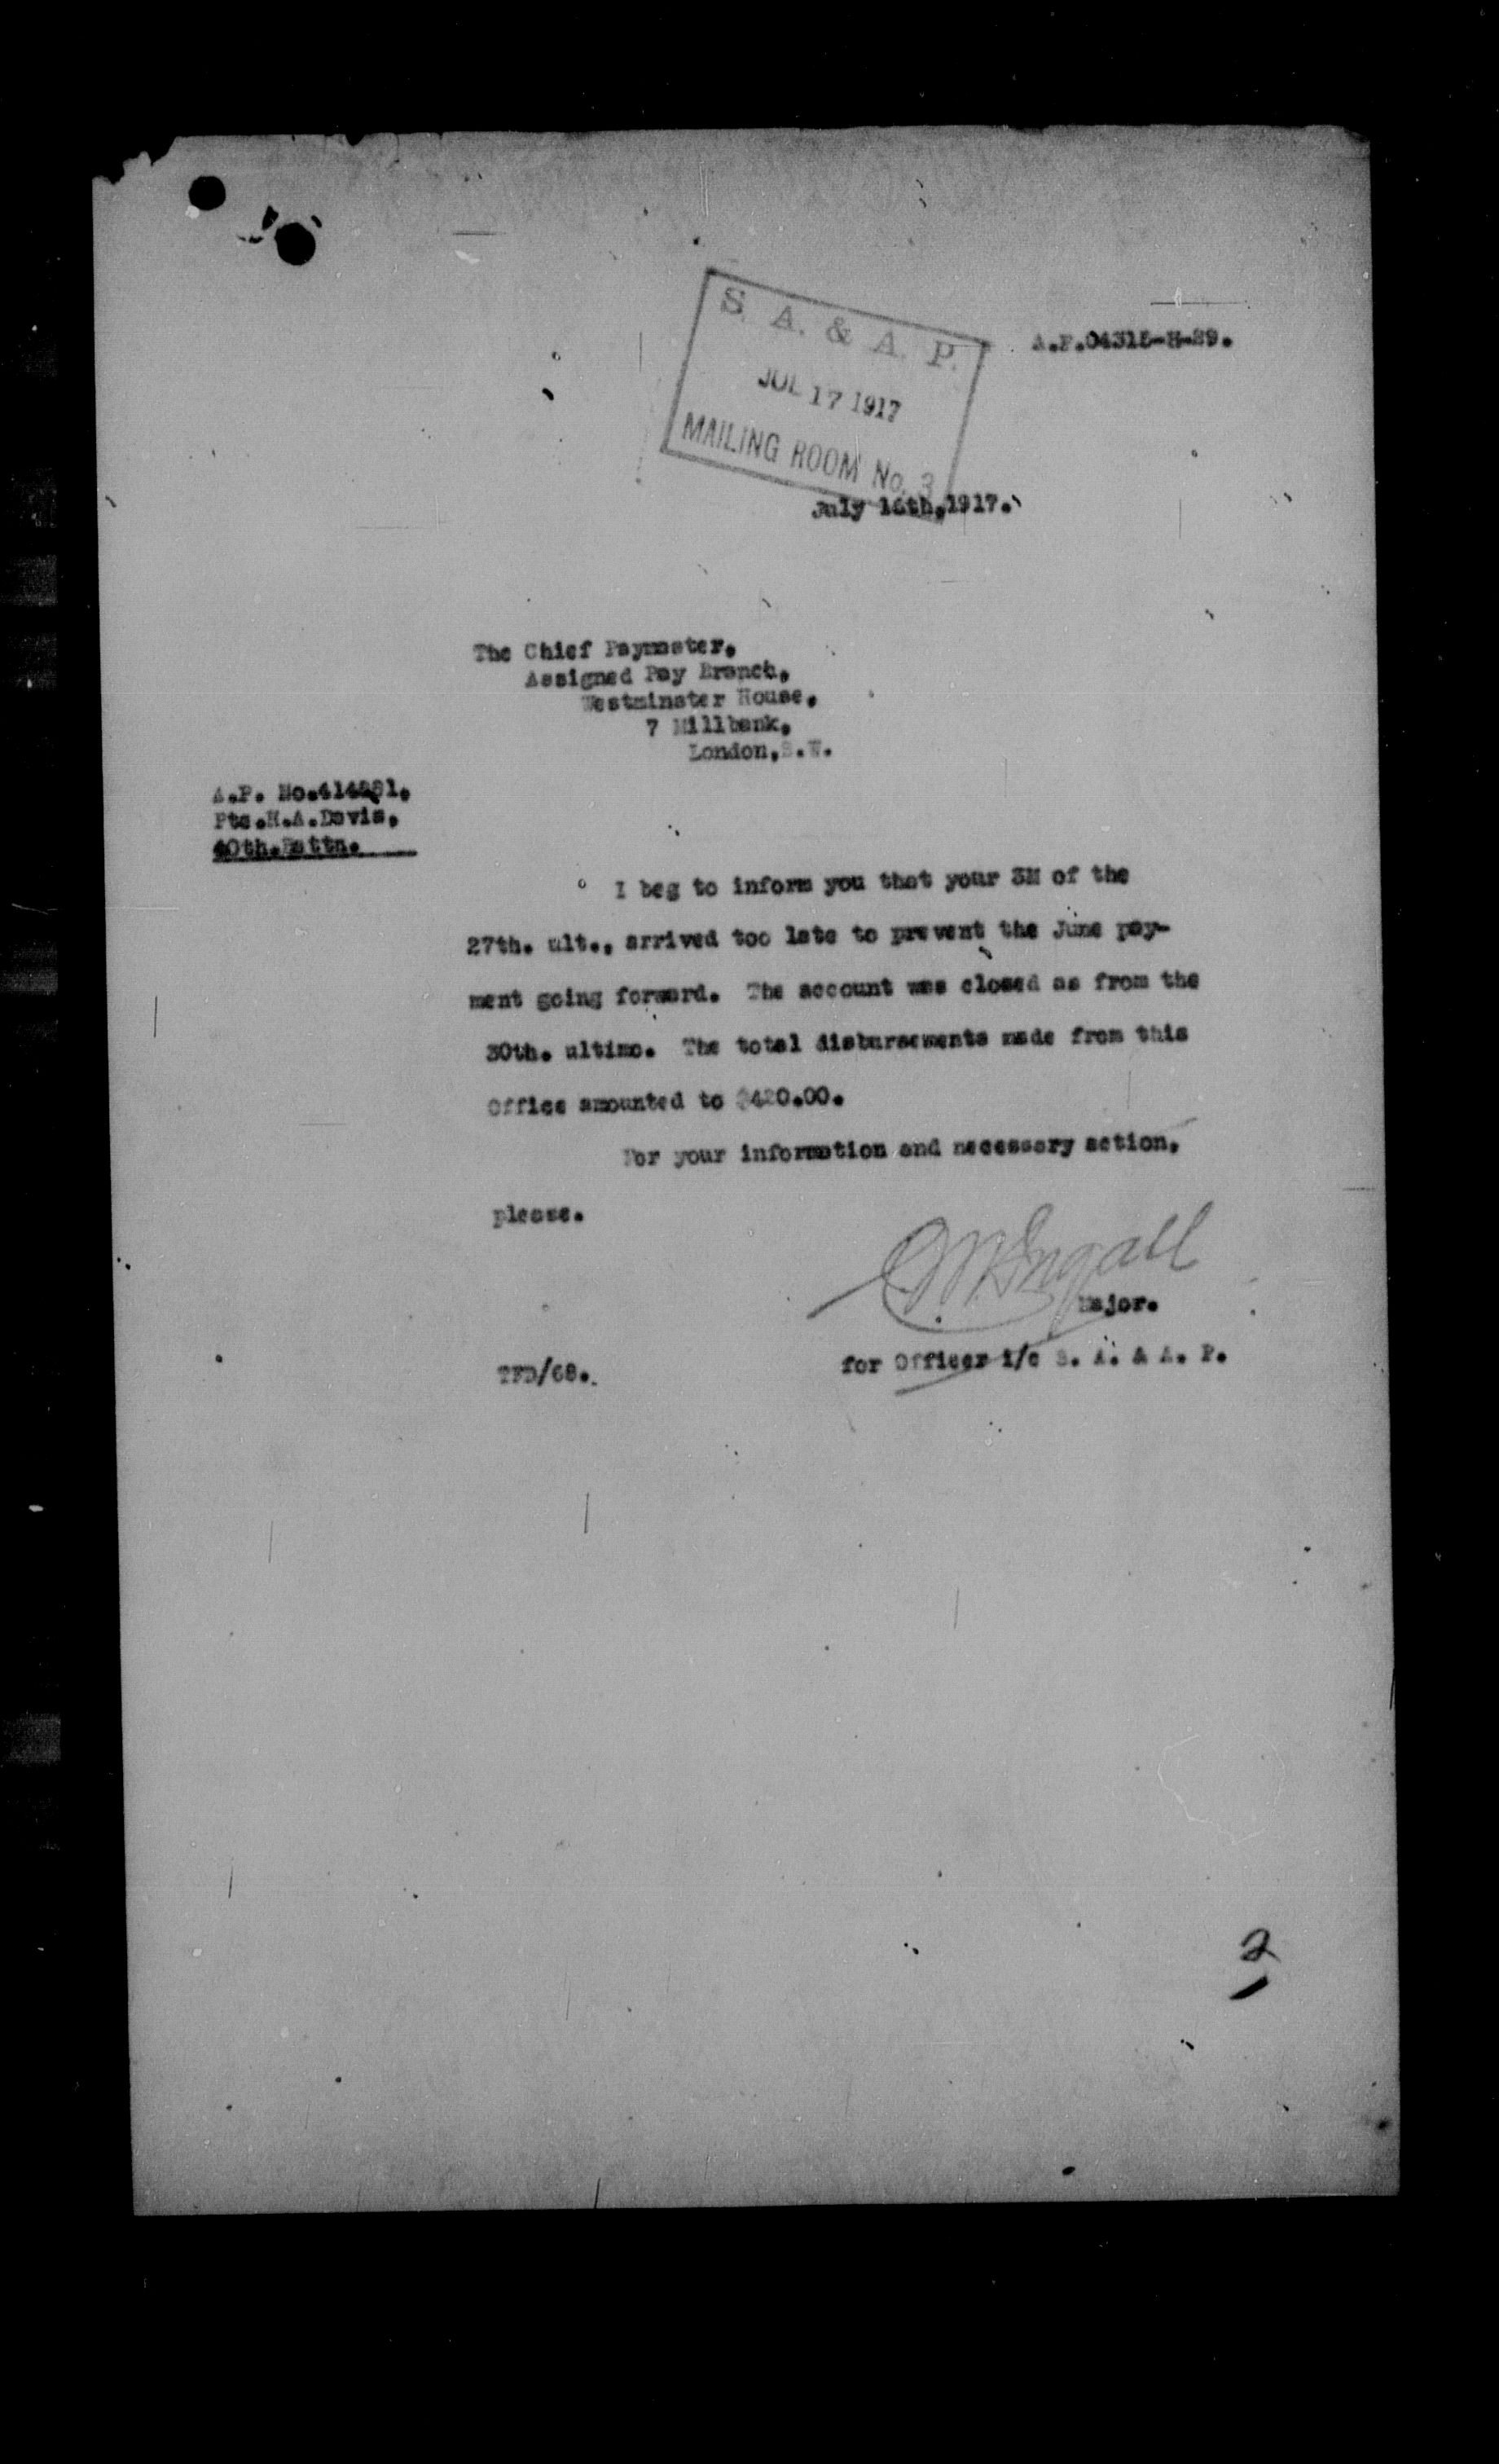 S. A. & A. P.
JUL 17 1917
MAILING ROOM No. 3
A.P.04315-H-29.
July 16th,1917.
The Chief Paymaster,
Assigned Pay Branch,
Westminster House,
7 Millbank,
London,S.W.
A.P. No.
Pte.H.A.Davis,
40th.Battn.
I beg to inform you that your 3M of the
27th. ult., arrived too late to prevent the June pay-
ment going forward. The account was closed as from the
30th. ultimo. The total disbursements made from this
Office amounted to $420.00.
For your information and necessary action,
please.
Major.
for Officer i/c S. A. & A. P.
TFD/68.
2